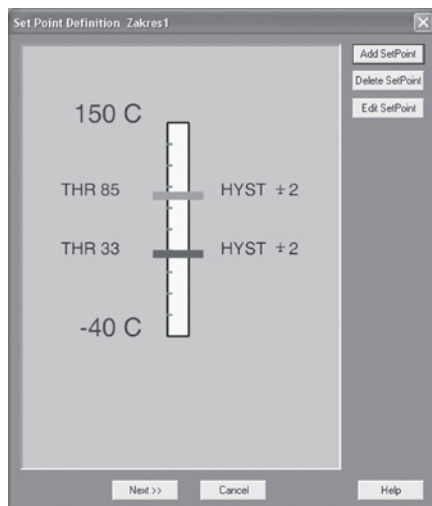 Set Point Definition Zakres1
Add SetPoint
Delete SetPoint
Edit SetPoint
150 C
THR 85 HYST ±2
THR 33 HYST ±2
-40 C
Next >> Cancel Help